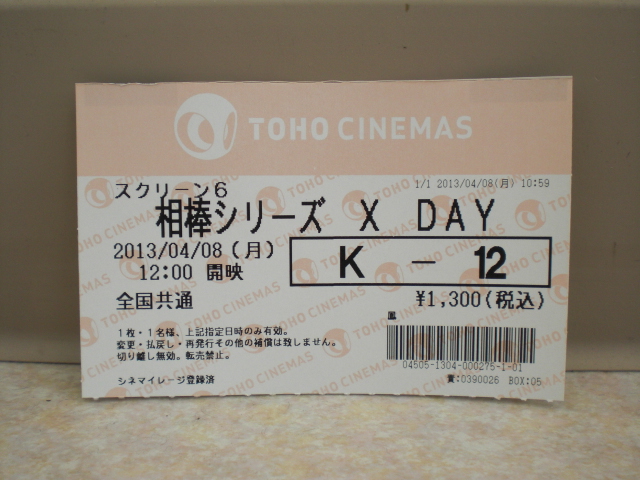 TOHO CINEMAS
1/1 2013/04/08(月) 10:59
スクリーン6
相棒シリーズ X DAY
2013/04/08(月)
12:00 開映
K — 12
全国共通
¥1,300(税込)
1枚・1名様、上記指定日時のみ有効。
変更・払戻し・再発行その他の補償は致しません。
切り離し無効。転売禁止。
04505-1304-000275-1-01
シネマイレージ登録済
責:0390026 BOX:05